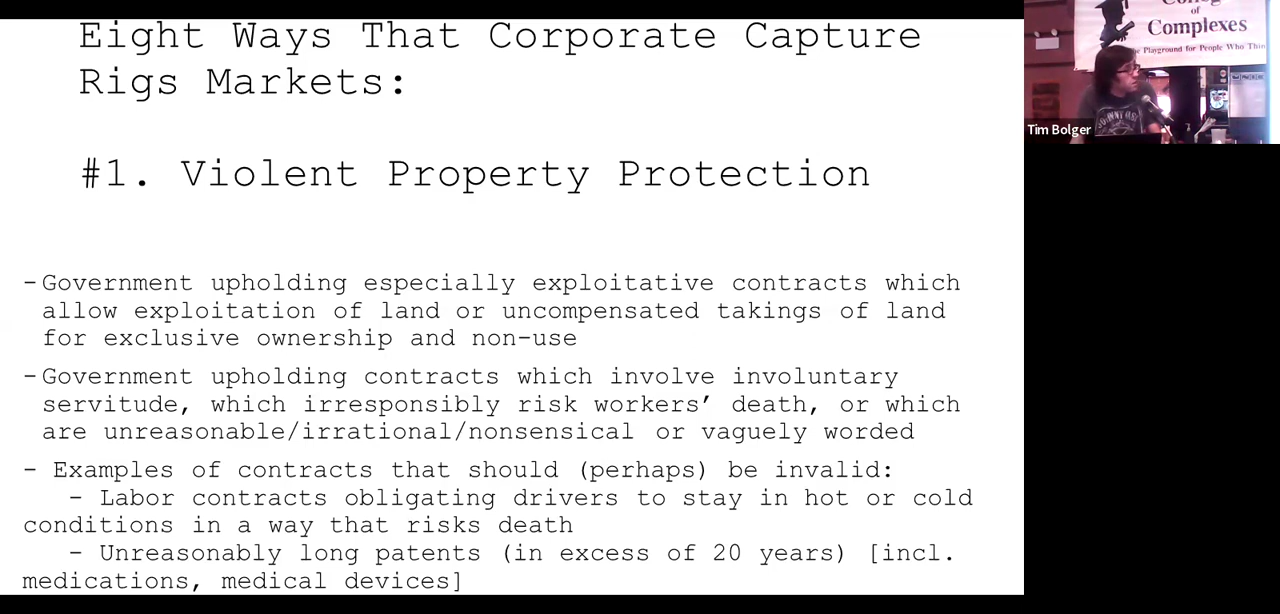 Eight Ways That Corporate Capture
Rigs Markets:
#1. Violent Property Protection
-Government upholding especially exploitative contracts which
allow exploitation of land or uncompensated takings of land
for exclusive ownership and non-use
-Government upholding contracts which involve involuntary
servitude, which irresponsibly risk workers’ death, or which
are unreasonable/irrational/nonsensical or vaguely worded
- Examples of contracts that should (perhaps) be invalid:
- Labor contracts obligating drivers to stay in hot or cold
conditions in a way that risks death
- Unreasonably long patents (in excess of 20 years) [incl.
medications, medical devices]
of
Complexes
Playground for People Who
Tim Bolger